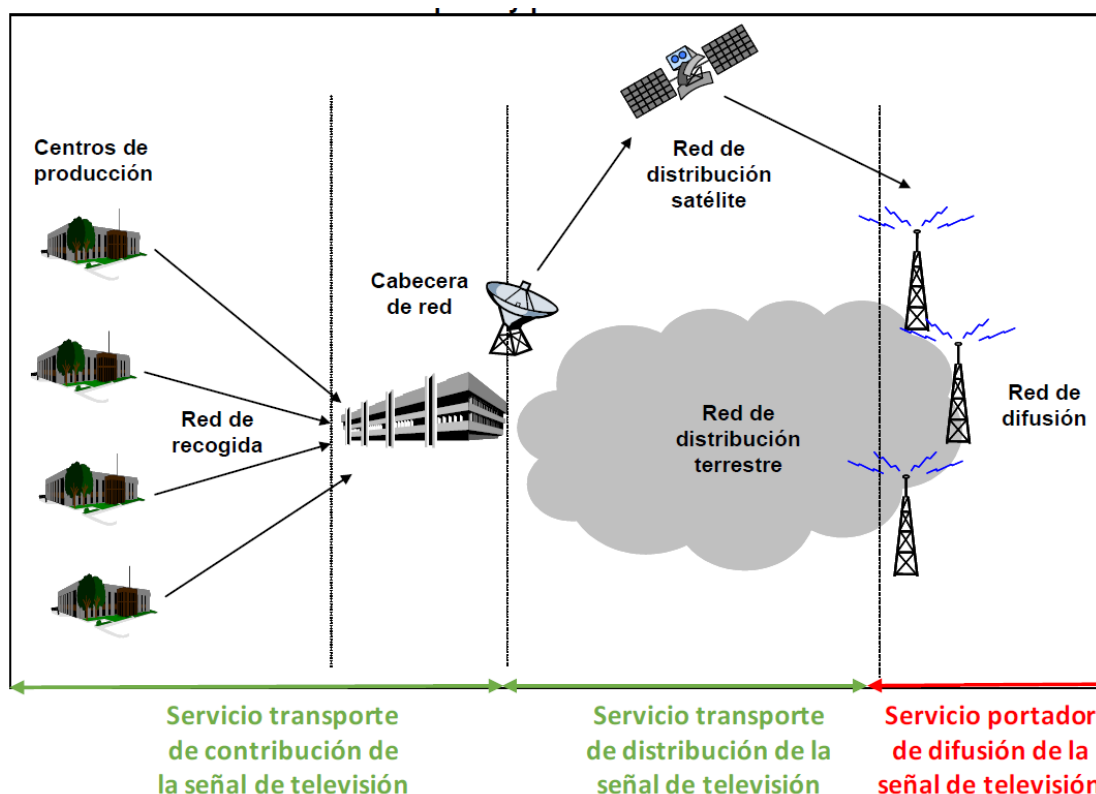 Centros de
producción
Red de
recogida
Cabecera
de red
Red de
distribución
satélite
Red de
distribución
terrestre
Red de
difusión
Servicio transporte
de contribución de
la señal de televisión
Servicio transporte
de distribución de la
señal de televisión
Servicio portador
de difusión de la
señal de televisión